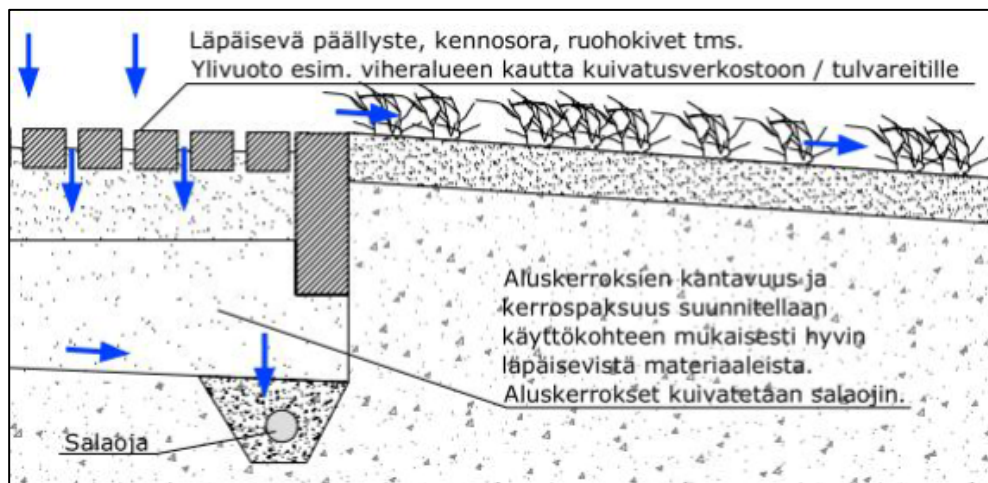 Läpäisevä päällyste, kennosora, ruohokivet tms.
Ylivuoto esim. viheralueen kautta kuivatusverkostoon / tulvareitille
Aluskerroksien kantavuus ja
kerrospaksuus suunnitellaan
käyttökohteen mukaisesti hyvin
läpäisevistä materiaaleista.
Aluskerrokset kuivatetaan salaojin.
Salaoja